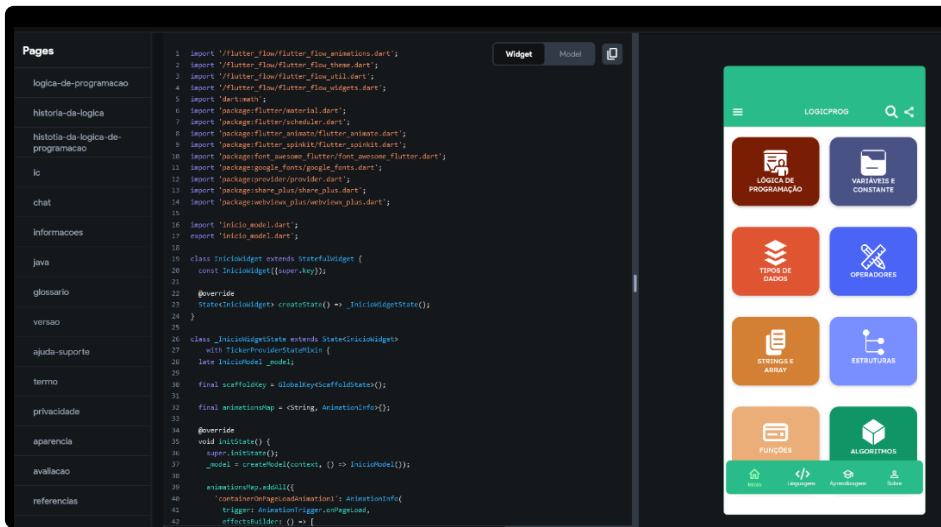 Pages
logica-de-programacao
historia-da-logica
histotia-da-logica-de-
programacao
ic
chat
informacoes
java
glossario
versao
ajuda-suporte
termo
privacidade
aparencia
avaliacao
referencias
Widget
Model
1 import '/flutter_flow/flutter_flow_animations.dart';
2 import '/flutter_flow/flutter_flow_theme.dart';
3 import '/flutter_flow/flutter_flow_util.dart';
4 import '/flutter_flow/flutter_flow_widgets.dart';
5 import 'dart:math';
6 import 'package:flutter/material.dart';
7 import 'package:flutter/scheduler.dart';
8 import 'package:flutter_animate/flutter_animate.dart';
9 import 'package:flutter_spinkit/flutter_spinkit.dart';
10 import 'package:font_awesome_flutter/font_awesome_flutter.dart';
11 import 'package:google_fonts/google_fonts.dart';
12 import 'package:provider/provider.dart';
13 import 'package:share_plus/share_plus.dart';
14 import 'package:webviewx_plus/webviewx_plus.dart';
15
16 import 'inicio_model.dart';
17 export 'inicio_model.dart';
18
19 class InicioWidget extends StatefulWidget {
20 const InicioWidget({super.key});
21
22 @override
23 State<InicioWidget> createState() => _InicioWidgetState();
24 }
25
26 class _InicioWidgetState extends State<InicioWidget>
27 with TickerProviderStateMixin {
28 late InicioModel _model;
29
30 final scaffoldKey = GlobalKey<ScaffoldState>();
31
32 final animationsMap = <String, AnimationInfo>{};
33
34 @override
35 void initState() {
36 super.initState();
37 _model = createModel(context, () => InicioModel());
38
39 animationsMap.addAll({
40 'containerOnPageLoadAnimation1': AnimationInfo(
41 trigger: AnimationTrigger.onPageLoad,
42 effectsBuilder: () => [
LOGICPROG
LÓGICA DE
PROGRAMAÇÃO
VARIÁVEIS E
CONSTANTE
TIPOS DE
DADOS
OPERADORES
STRINGS E
ARRAY
ESTRUTURAS
FUNÇÕES
ALGORITMOS
Inicio
Linguagem
Aprendizagem
Sobre